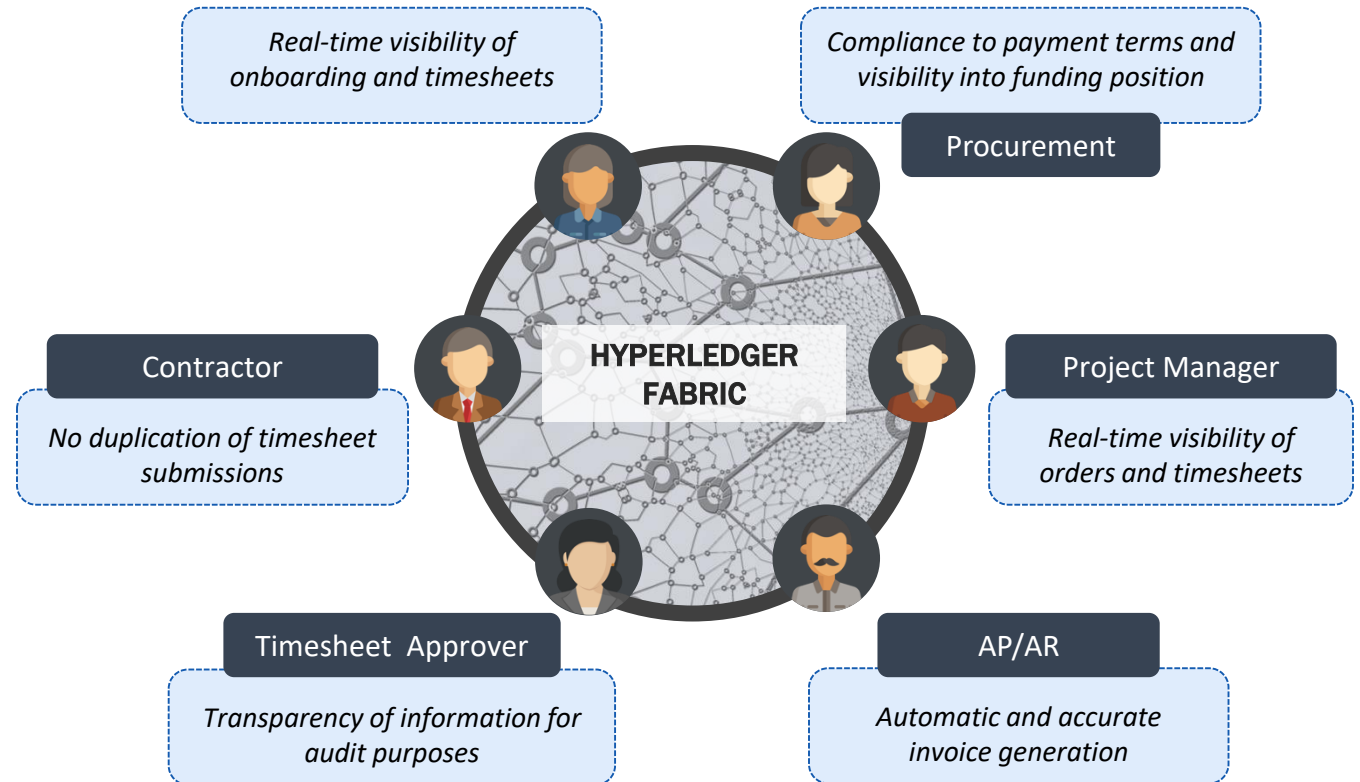 Real-time visibility of
onboarding and timesheets
Compliance to payment terms and
visibility into funding position
Procurement
HYPERLEDGER
FABRIC
Contractor
No duplication of timesheet
submissions
Project Manager
Real-time visibility of
orders and timesheets
Timesheet  Approver
Transparency of information for
audit purposes
AP/AR
Automatic and accurate
invoice generation